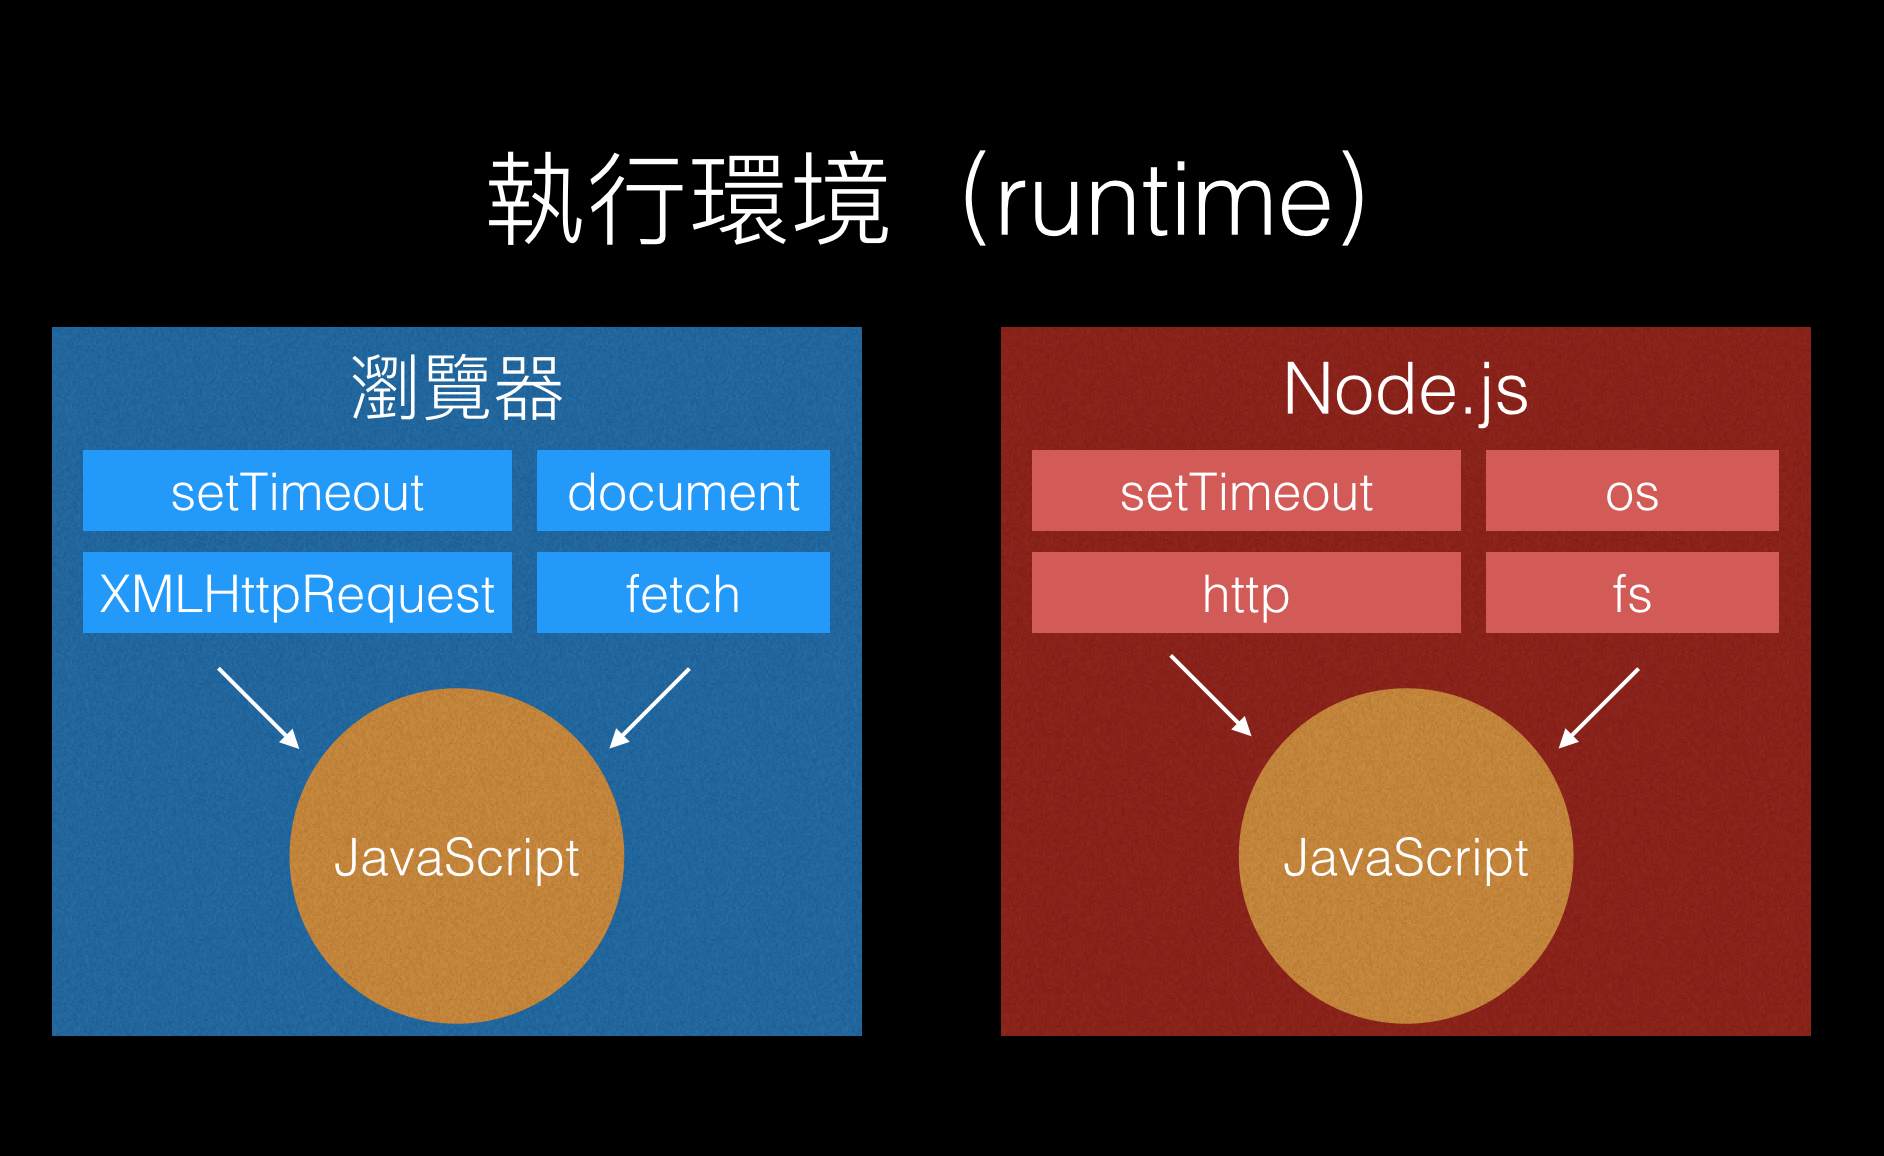 執行環境（runtime）
瀏覽器
setTimeout
document
XMLHttpRequest
fetch
JavaScript
Node.js
setTimeout
os
http
fs
JavaScript